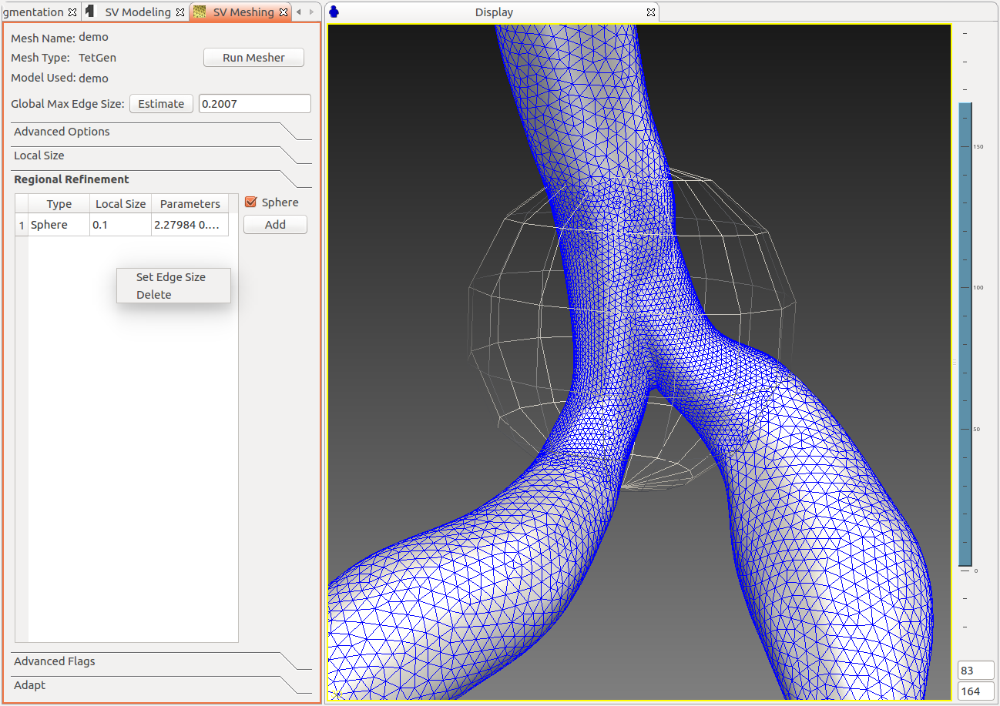 gmentation SV Modeling SV Meshing Display
Mesh Name: demo
Mesh Type: TetGen Run Mesher
Model Used: demo
Global Max Edge Size: Estimate 0.2007
Advanced Options
Local Size
Regional Refinement
Type Local Size Parameters Sphere
1 Sphere 0.1 2.27984 0.... Add
Set Edge Size
Delete
Advanced Flags
Adapt
150
100
50
0
83
164